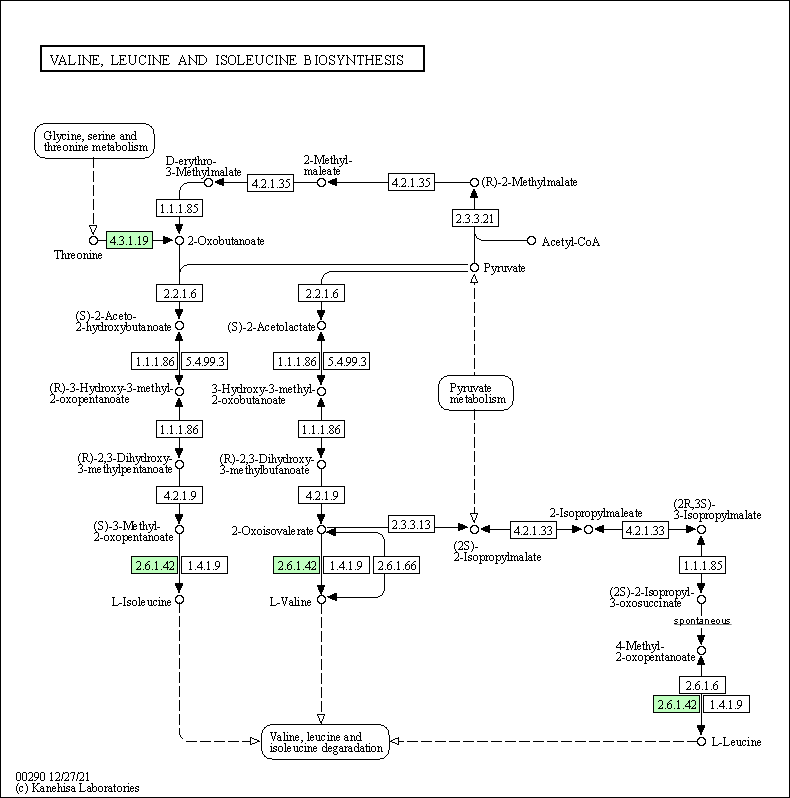 VALINE, LEUCINE AND ISOLEUCINE BIOSYNTHESIS
Glycine, serine and
threonine metabolism
D-erythro-
3-Methylmalate
2-Methyl-
maleate
4.2.1.35
4.2.1.35
(R)-2-Methylmalate
1.1.1.85
2.3.3.21
4.3.1.19
2-Oxobutanoate
Acetyl-CoA
Threonine
Pyruvate
2.2.1.6
2.2.1.6
(S)-2-Aceto-
2-hydroxybutanoate
(S)-2-Acetolactate
1.1.1.86
5.4.99.3
1.1.1.86
5.4.99.3
(R)-3-Hydroxy-3-methyl-
2-oxopentanoate
3-Hydroxy-3-methyl-
2-oxobutanoate
Pyruvate
metabolism
1.1.1.86
1.1.1.86
(R)-2,3-Dihydroxy-
3-methylpentanoate
(R)-2,3-Dihydroxy-
3-methylbutanoate
4.2.1.9
4.2.1.9
(S)-3-Methyl-
2-oxopentanoate
2-Oxoisovalerate
2.3.3.13
(2S)-
2-Isopropylmalate
4.2.1.33
2-Isopropylmaleate
4.2.1.33
(2R,3S)-
3-Isopropylmalate
2.6.1.42
1.4.1.9
2.6.1.42
1.4.1.9
2.6.1.66
1.1.1.85
L-Isoleucine
L-Valine
(2S)-2-Isopropyl-
3-oxosuccinate
spontaneous
4-Methyl-
2-oxopentanoate
2.6.1.6
2.6.1.42
1.4.1.9
Valine, leucine and
isoleucine degaradation
L-Leucine
00290 12/27/21
(c) Kanehisa Laboratories